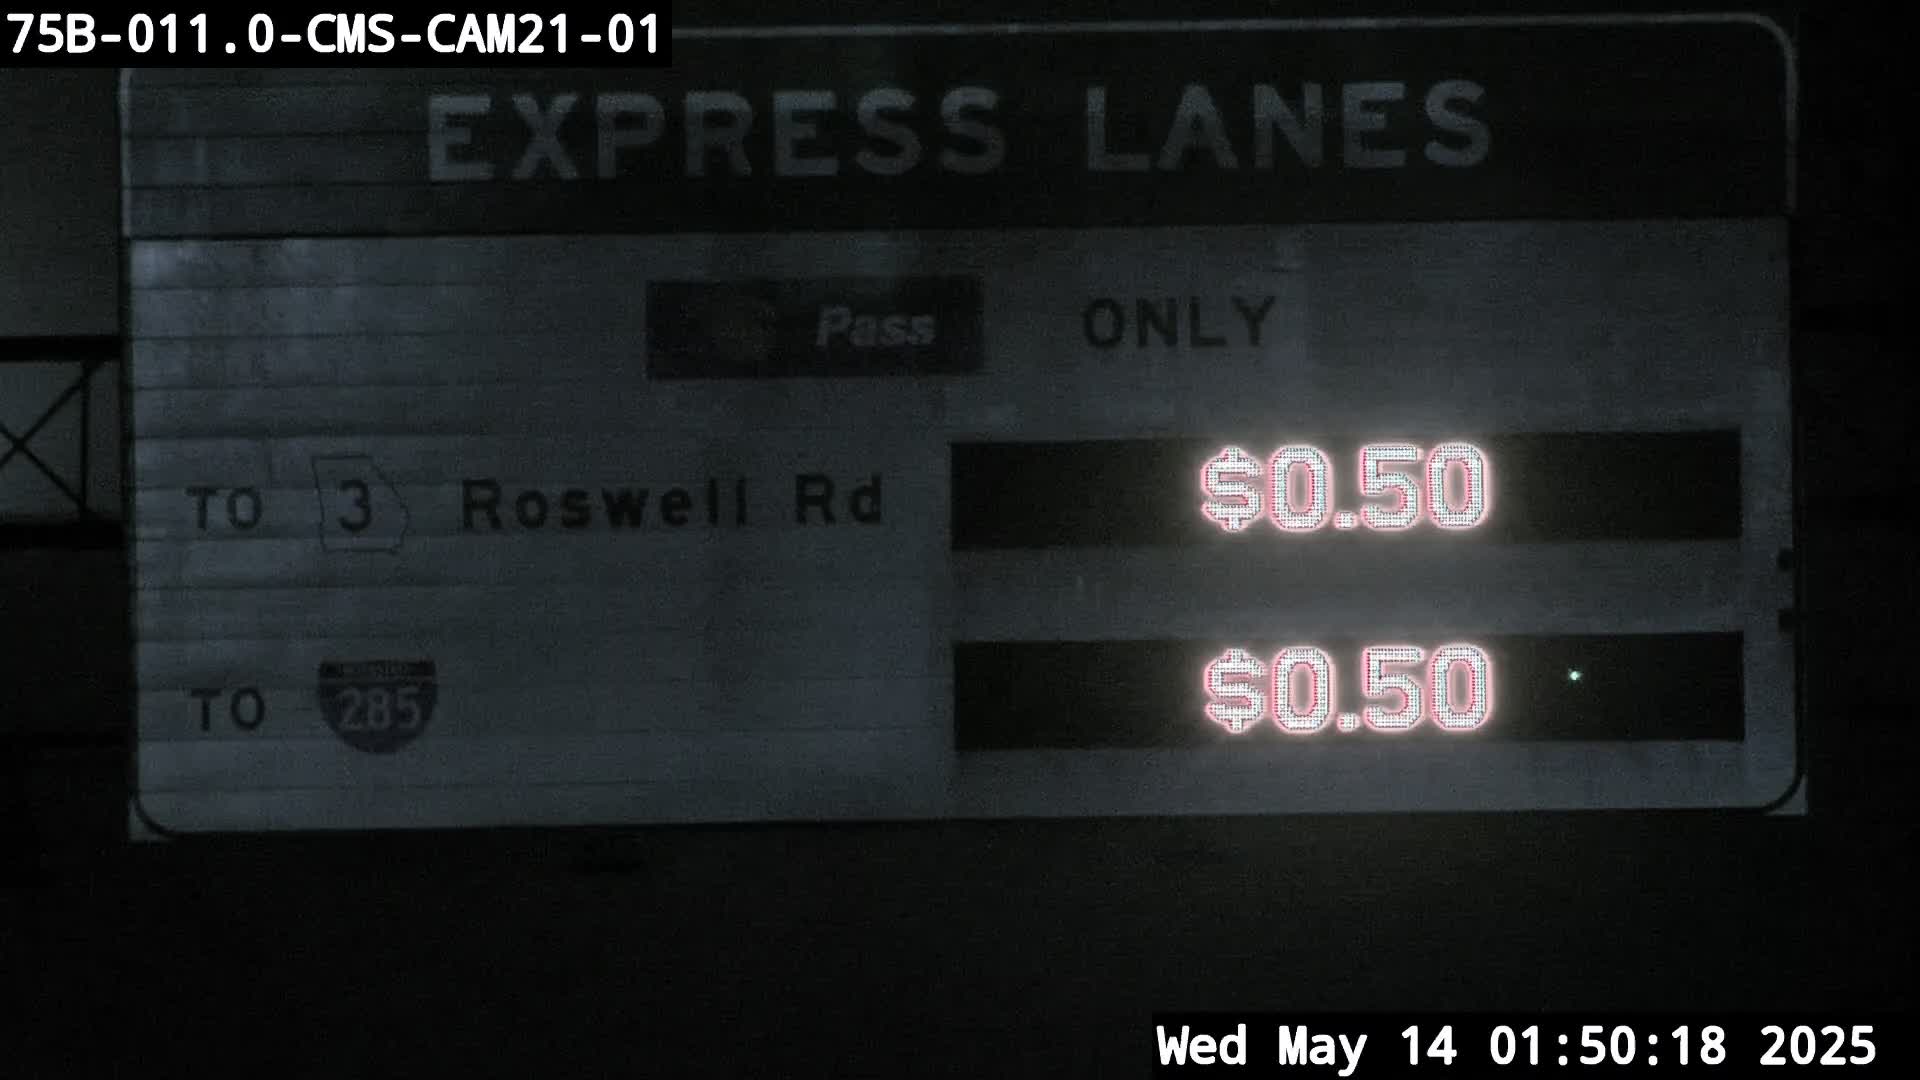 75B-011.0-CMS-CAM21-01
EXPRESS LANES
Pass ONLY
TO 3 Roswell Rd $0.50
TO 285 $0.50
Wed May 14 01:50:18 2025